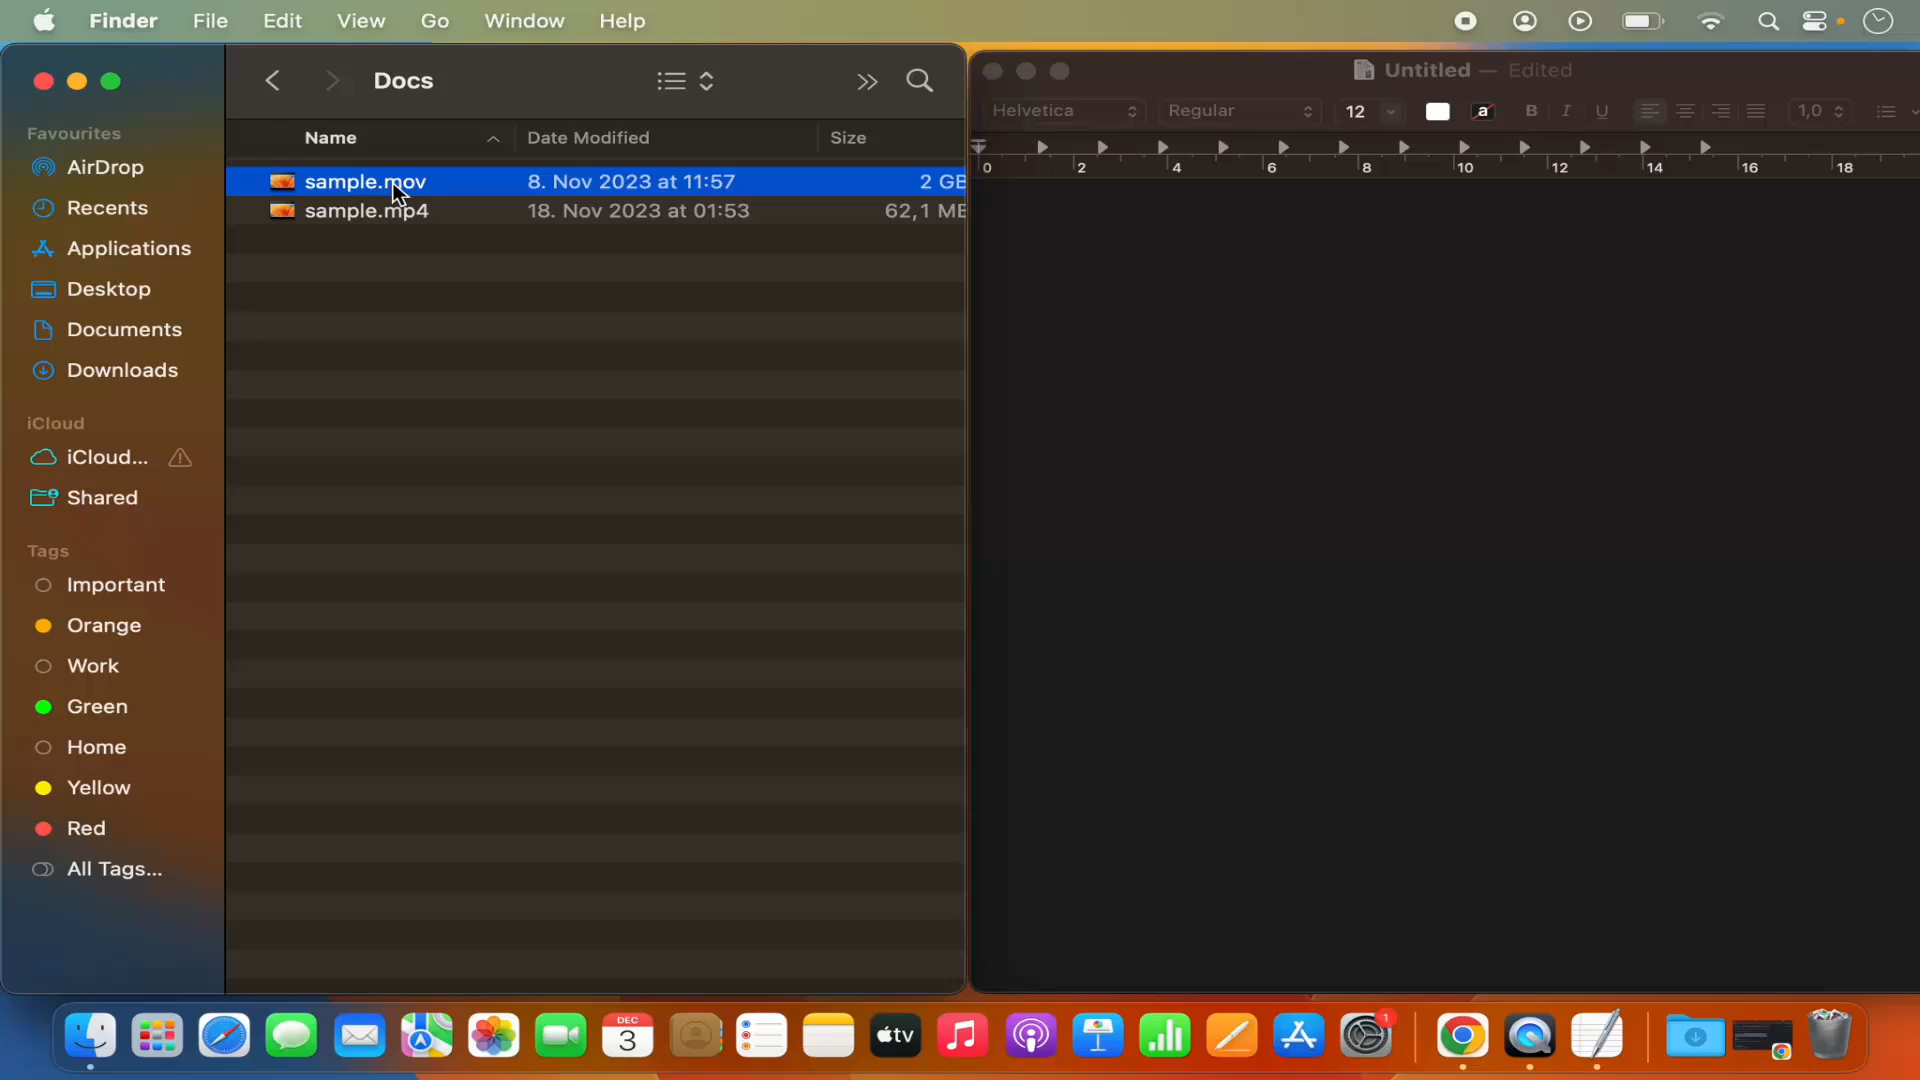 Finder File Edit View Go Window Help
Docs
Favourites
AirDrop
Recents
Applications
Desktop
Documents
Downloads
iCloud
iCloud...
Shared
Tags
Important
Orange
Work
Green
Home
Yellow
Red
All Tags...
Name Date Modified Size
sample.mov 8. Nov 2023 at 11:57 2 GB
sample.mp4 18. Nov 2023 at 01:53 62,1 MB
Untitled — Edited
Helvetica Regular 12 a B I U 1,0
0 2 4 6 8 10 12 14 16 18
DEC
3
tv
1